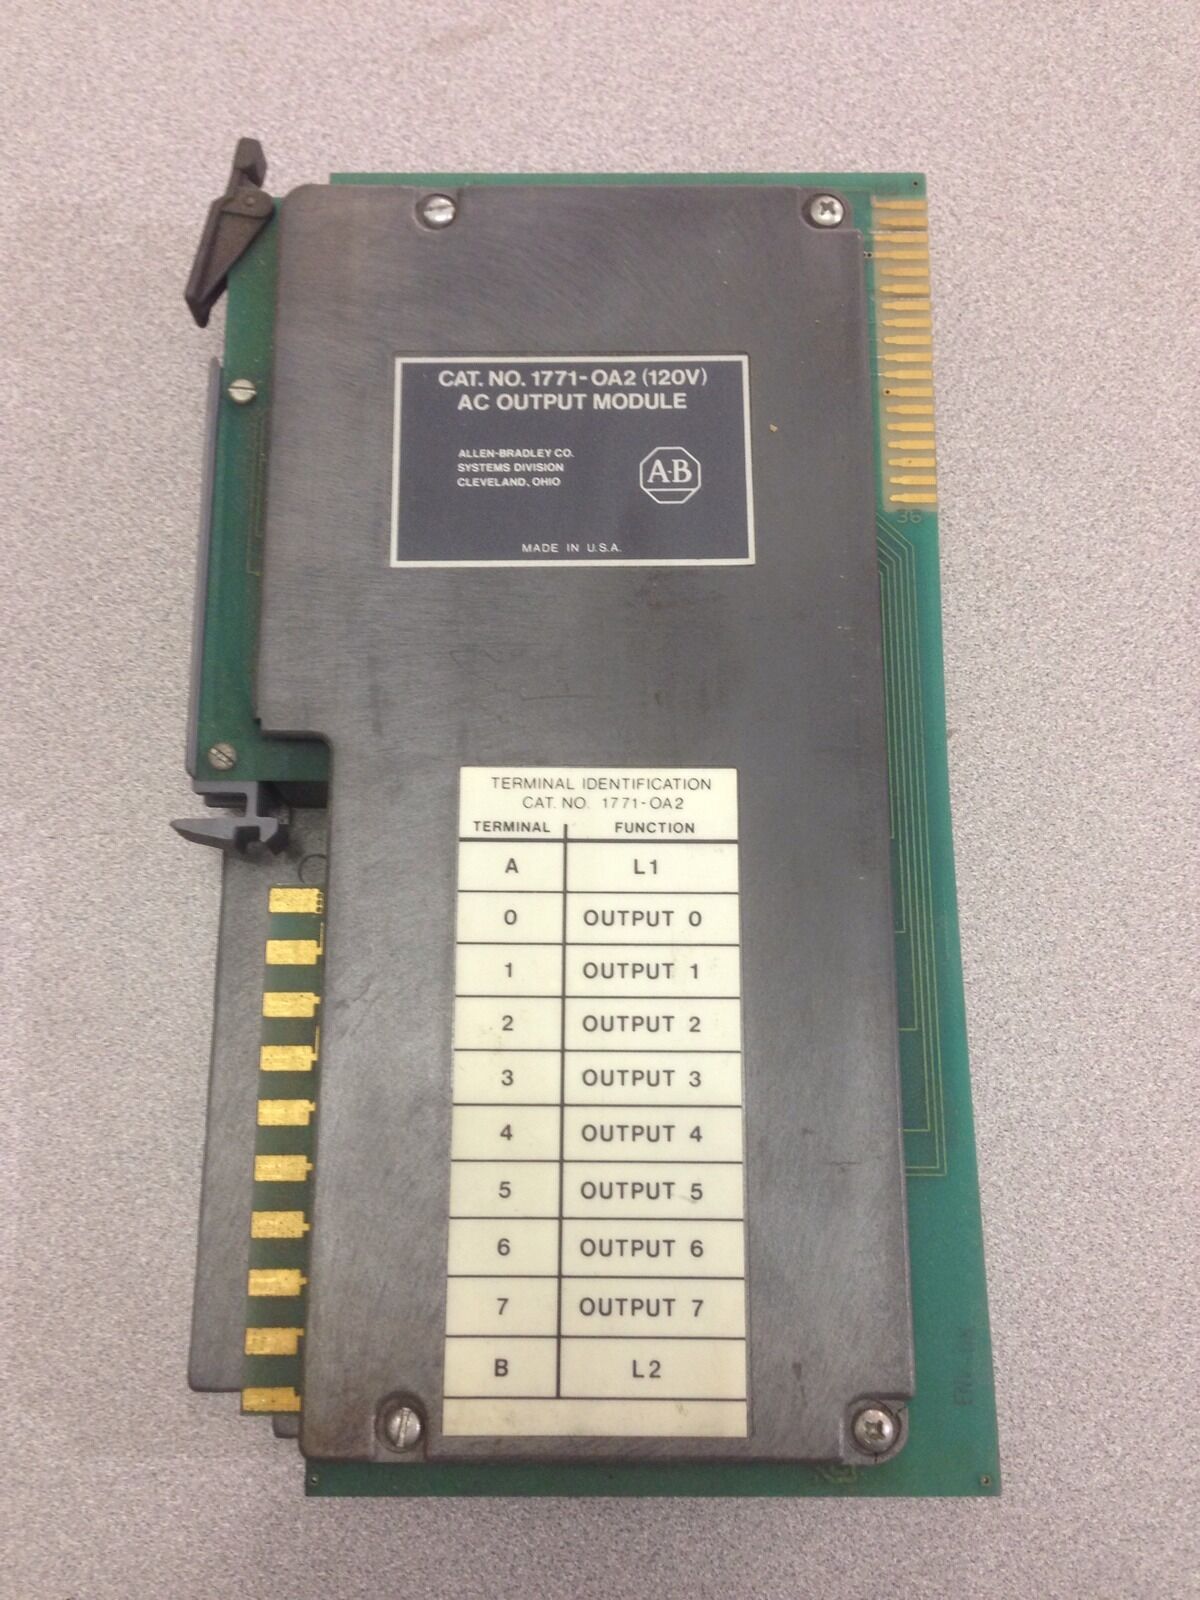 CAT. NO. 1771-OA2 (120V)
AC OUTPUT MODULE
ALLEN-BRADLEY CO.
SYSTEMS DIVISION
CLEVELAND, OHIO
A-B
MADE IN U.S.A.
36
TERMINAL IDENTIFICATION
CAT. NO. 1771-OA2
TERMINAL FUNCTION
A L1
0 OUTPUT 0
1 OUTPUT 1
2 OUTPUT 2
3 OUTPUT 3
4 OUTPUT 4
5 OUTPUT 5
6 OUTPUT 6
7 OUTPUT 7
B L2